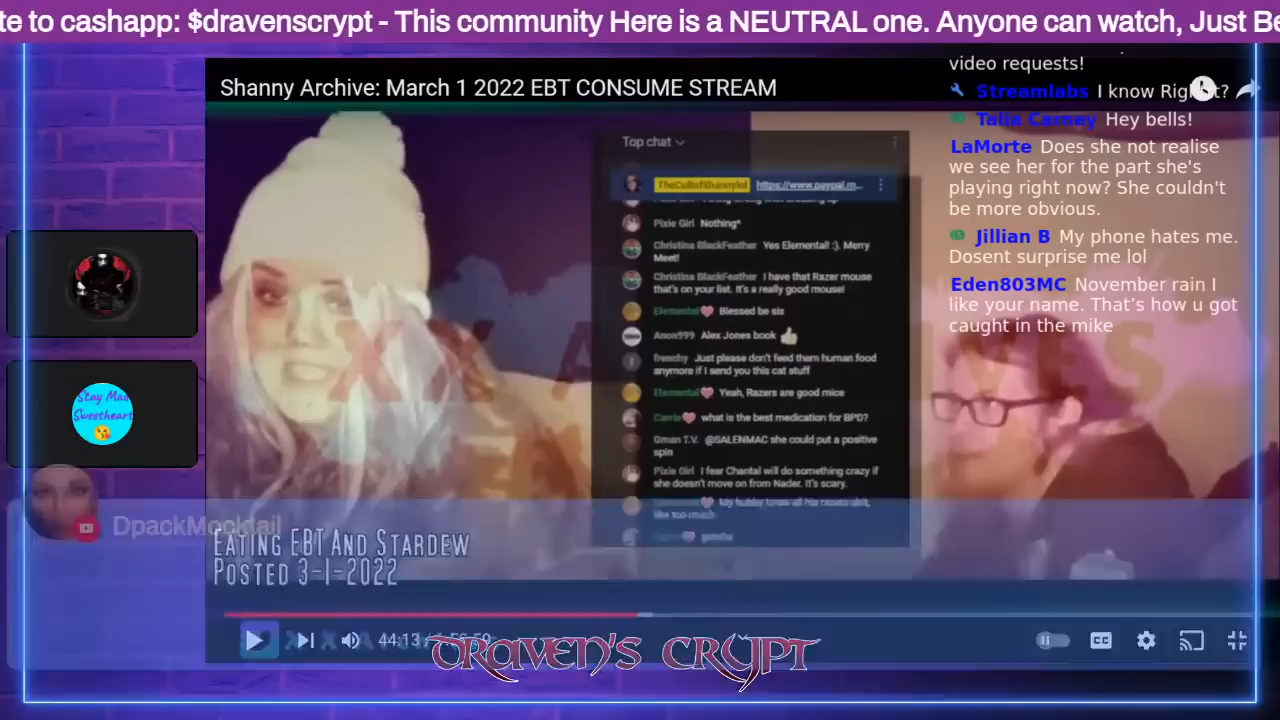 te to cashapp: $dravenscrypt - This community Here is a NEUTRAL one. Anyone can watch, Just Be
Shanny Archive: March 1 2022 EBT CONSUME STREAM
video requests!
Streamlabs I know Right?
Talia Carney Hey bells!
LaMorte Does she not realise
we see her for the part she's
playing right now? She couldn't
be more obvious.
Jillian B My phone hates me.
Dosent surprise me lol
Eden803MC November rain I
like your name. That's how u got
caught in the mike
Top chat
TheCultofShannylol https://www.paypal.m...
Pixie Girl Nothing*
Christina BlackFeather Yes Elemental! :). Merry
Meet!
Christina BlackFeather I have that Razer mouse
that's on your list. It's a really good mouse!
Elemental Blessed be sis
Anon999 Alex Jones book 👍
frenchy Just please don't feed them human food
anymore if I send you this cat stuff
Elemental Yeah, Razers are good mice
Carrie what is the best medication for BPD?
Gman T.V. @SALENMAC she could put a positive
spin
Pixie Girl I fear Chantal will do something crazy if
she doesn't move on from Nader. It's scary.
like too much
Stay Mad
Sweetheart
DpackMocktail
EATING EBT AND STARDEW
POSTED 3-1-2022
44:13
DRAVEN'S CRYPT
CC